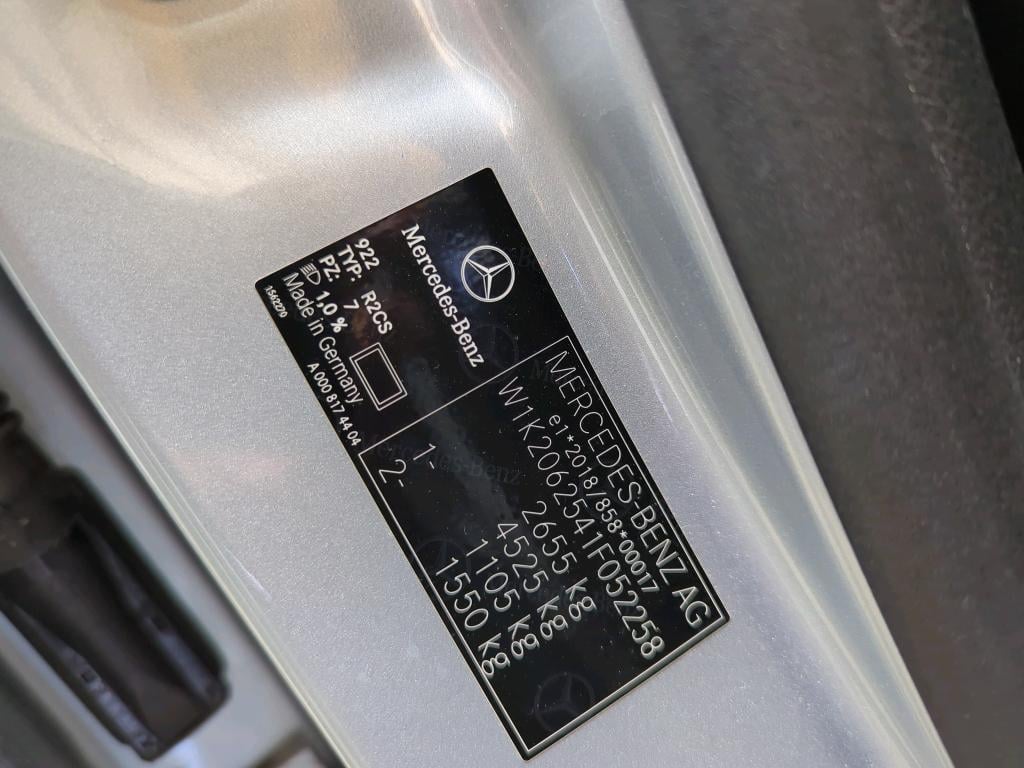 Mercedes-Benz
922
TYP: R2CS
PZ: 7
1,0 %
Made in Germany
1562270 A 000 817 44 04
MERCEDES-BENZ AG
e1*2018/858*00017
W1K2062541F052258
2655 kg
4525 kg
1- 1105 kg
2- 1550 kg